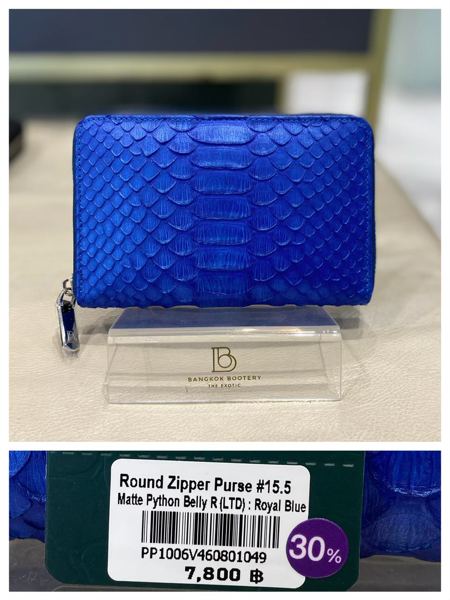 B
BANGKOK BOOTERY
THE EXOTIC
Round Zipper Purse #15.5
Matte Python Belly R (LTD) : Royal Blue
PP1006V460801049
30%
7,800 ฿